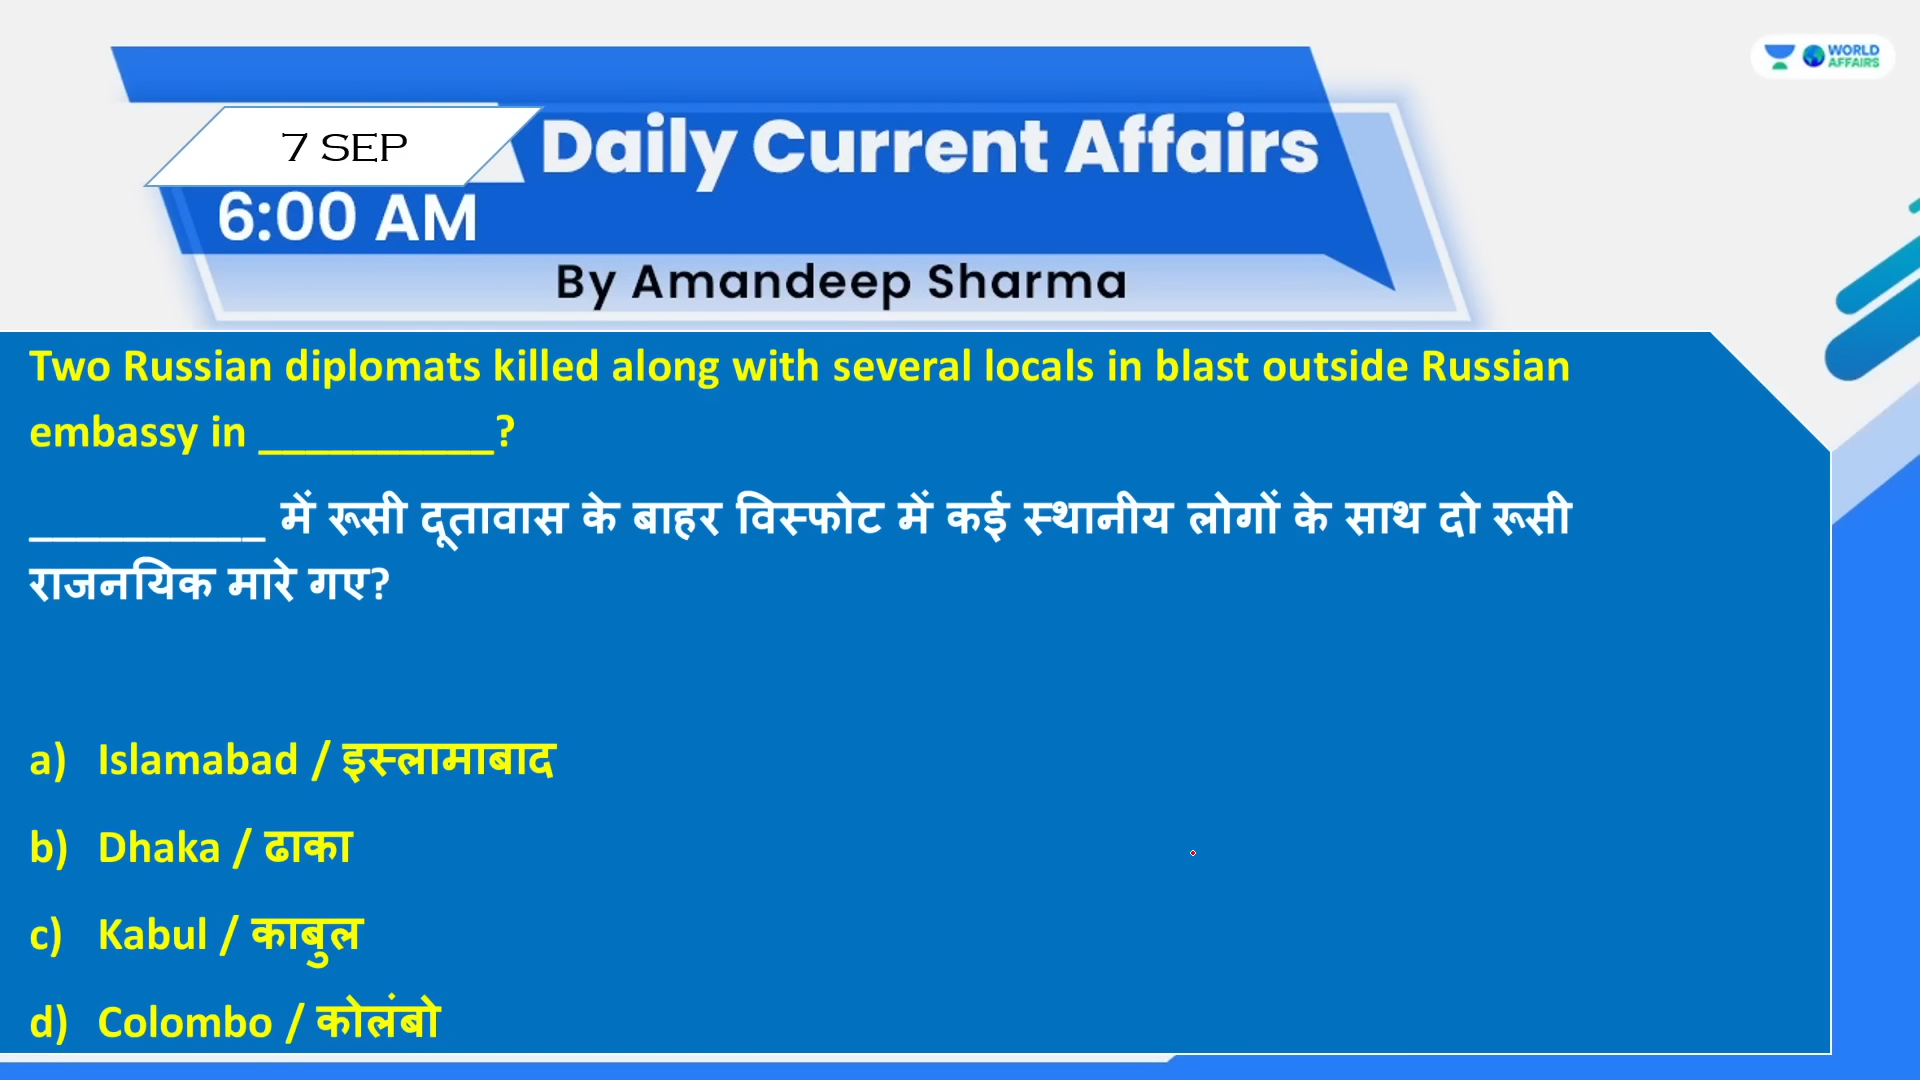 WORLD
AFFAIRS
7 SEP
Daily Current Affairs
6:00 AM
By Amandeep Sharma
Two Russian diplomats killed along with several locals in blast outside Russian
embassy in __________?
__________ में रूसी दूतावास के बाहर विस्फोट में कई स्थानीय लोगों के साथ दो रूसी
राजनयिक मारे गए?
a) Islamabad / इस्लामाबाद
b) Dhaka / ढाका
c) Kabul / काबुल
d) Colombo / कोलंबो